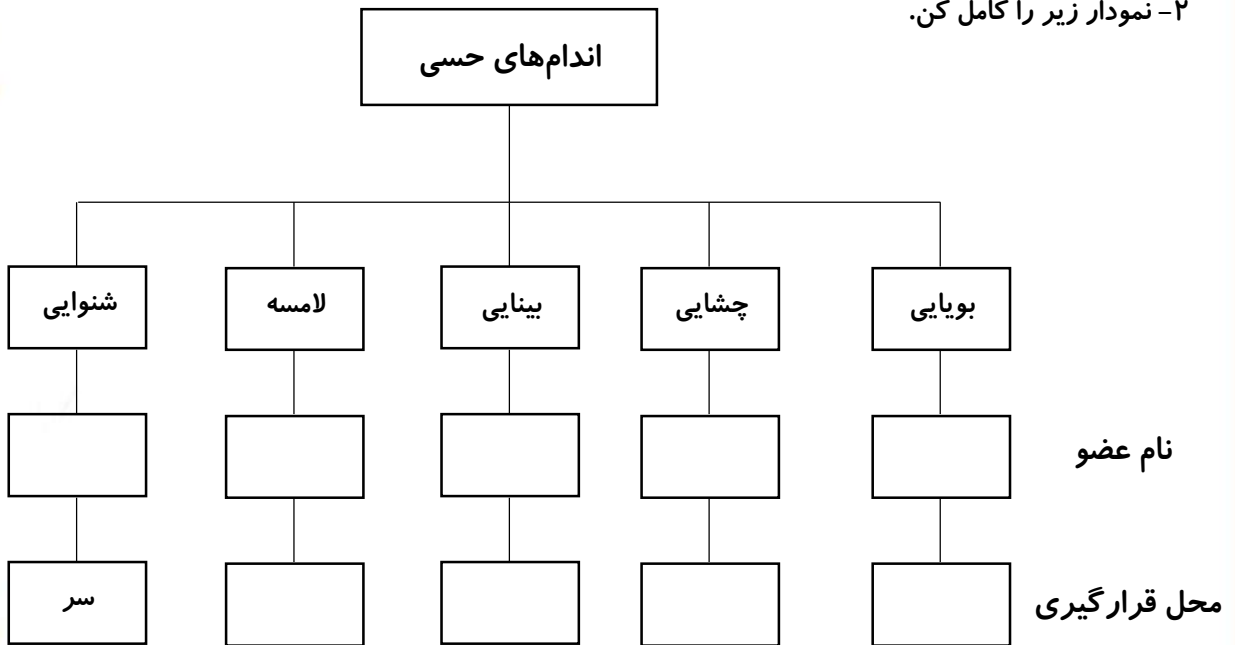 ۲- نمودار زیر را کامل کن.
اندام‌های حسی
بویایی
چشایی
بینایی
لامسه
شنوایی
نام عضو
محل قرارگیری
سر